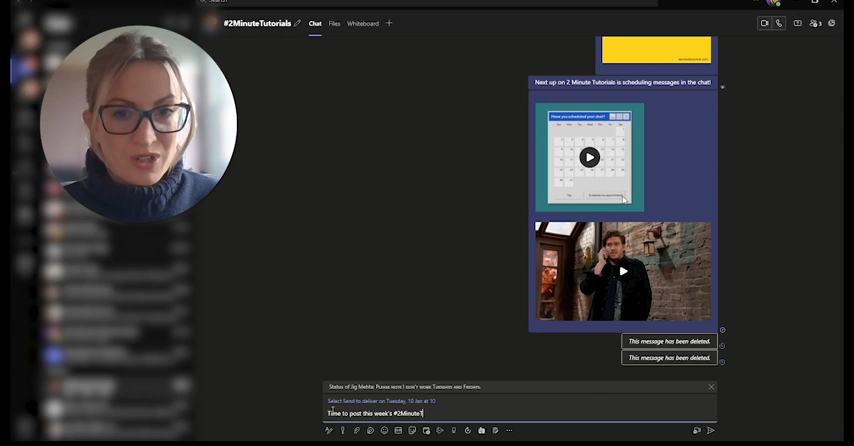 Search
#2MinuteTutorials
Chat
Files
Whiteboard
3
Next up on 2 Minute Tutorials is scheduling messages in the chat!
Have you scheduled your chat?
This message has been deleted.
This message has been deleted.
Status of Jig Mehta: Please note I don't work Tuesdays and Fridays.
Select Send to deliver on Tuesday, 10 Jan at 10
Time to post this week's #2MinuteT